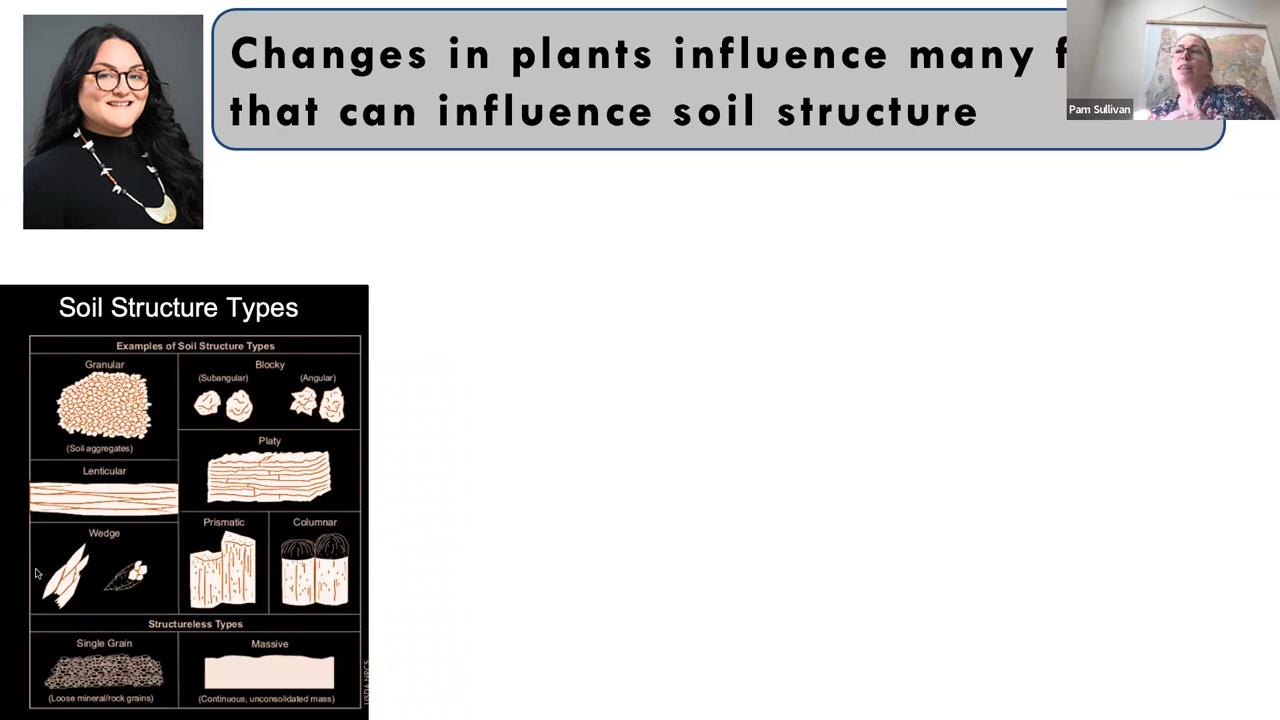 Changes in plants influence many f
that can influence soil structure
Pam Sullivan
Soil Structure Types
Examples of Soil Structure Types
Granular
(Soil aggregates)
Blocky
(Subangular)
(Angular)
Platy
Lenticular
Wedge
Prismatic
Columnar
Structureless Types
Single Grain
(Loose mineral/rock grains)
Massive
(Continuous, unconsolidated mass)
USDA NRCS